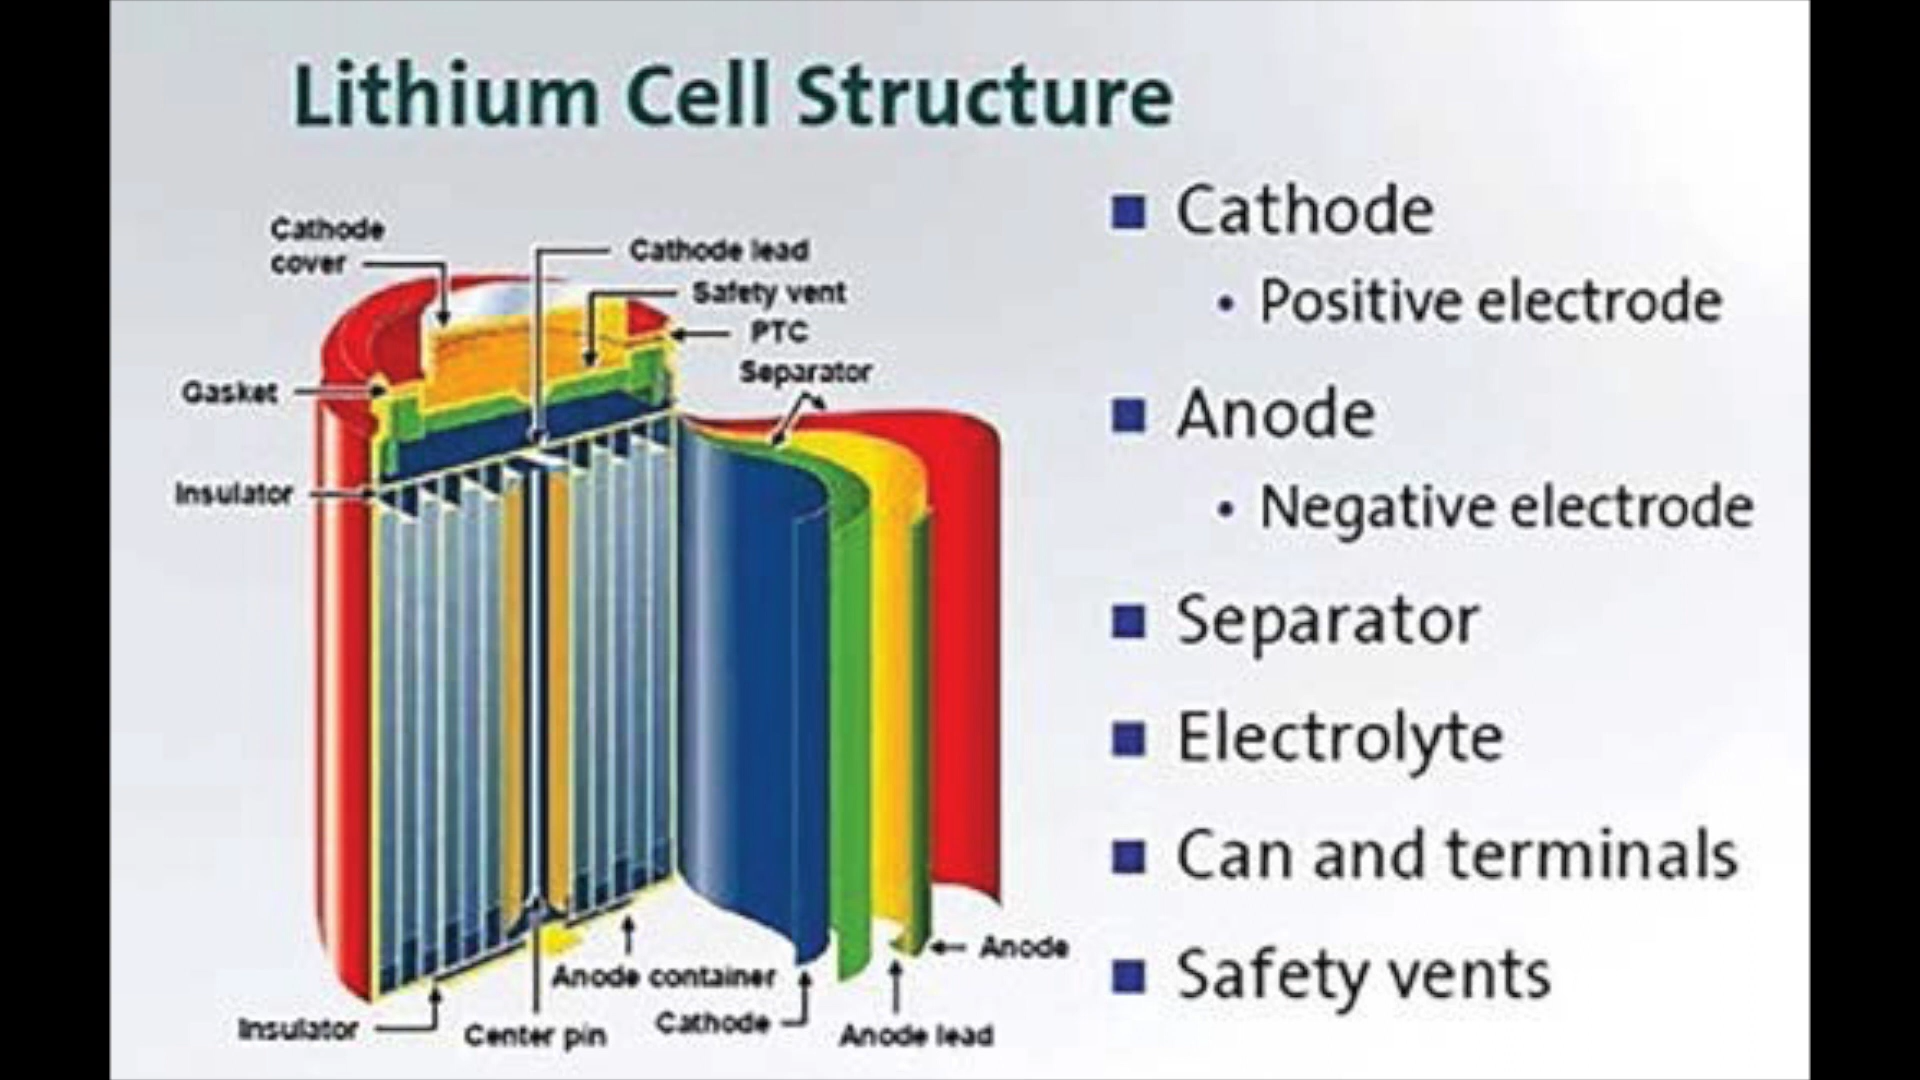 Lithium Cell Structure
Cathode
cover
Cathode lead
Safety vent
PTC
Separator
Gasket
Insulator
Anode
Anode container
Cathode
Anode lead
Insulator
Center pin
■ Cathode
• Positive electrode
■ Anode
• Negative electrode
■ Separator
■ Electrolyte
■ Can and terminals
■ Safety vents